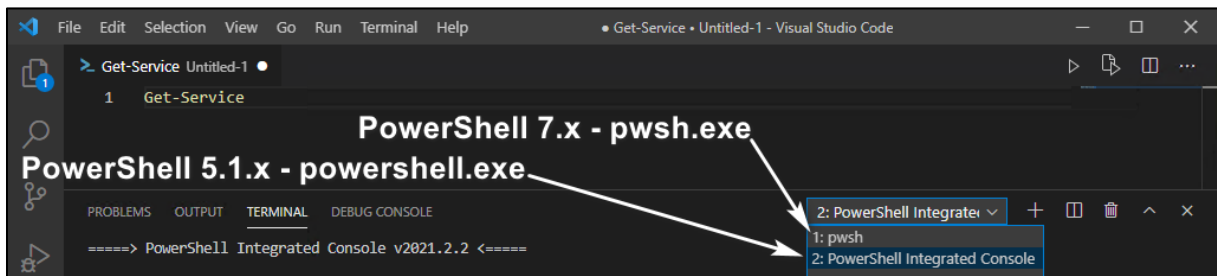 File Edit Selection View Go Run Terminal Help ● Get-Service • Untitled-1 - Visual Studio Code
Get-Service Untitled-1 ●
1
1 Get-Service
PowerShell 7.x - pwsh.exe
PowerShell 5.1.x - powershell.exe
PROBLEMS OUTPUT TERMINAL DEBUG CONSOLE 2: PowerShell Integrate
=====> PowerShell Integrated Console v2021.2.2 <=====
1: pwsh
2: PowerShell Integrated Console